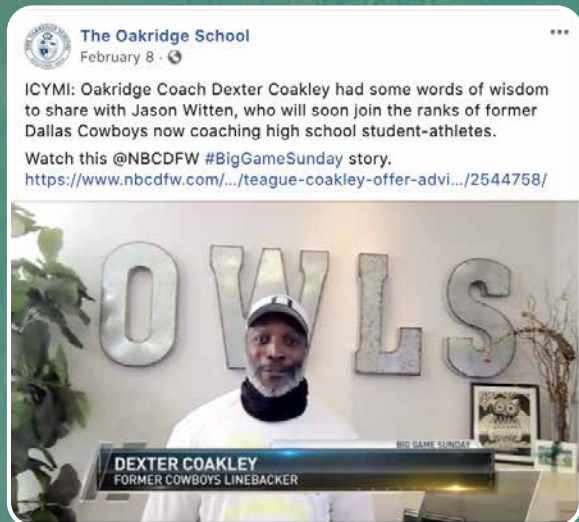 The Oakridge School
February 8 ·
ICYMI: Oakridge Coach Dexter Coakley had some words of wisdom
to share with Jason Witten, who will soon join the ranks of former
Dallas Cowboys now coaching high school student-athletes.
Watch this @NBCDFW #BigGameSunday story.
https://www.nbcdfw.com/.../teague-coakley-offer-advi.../2544758/
OWLS
BIG GAME SUNDAY
DEXTER COAKLEY
FORMER COWBOYS LINEBACKER